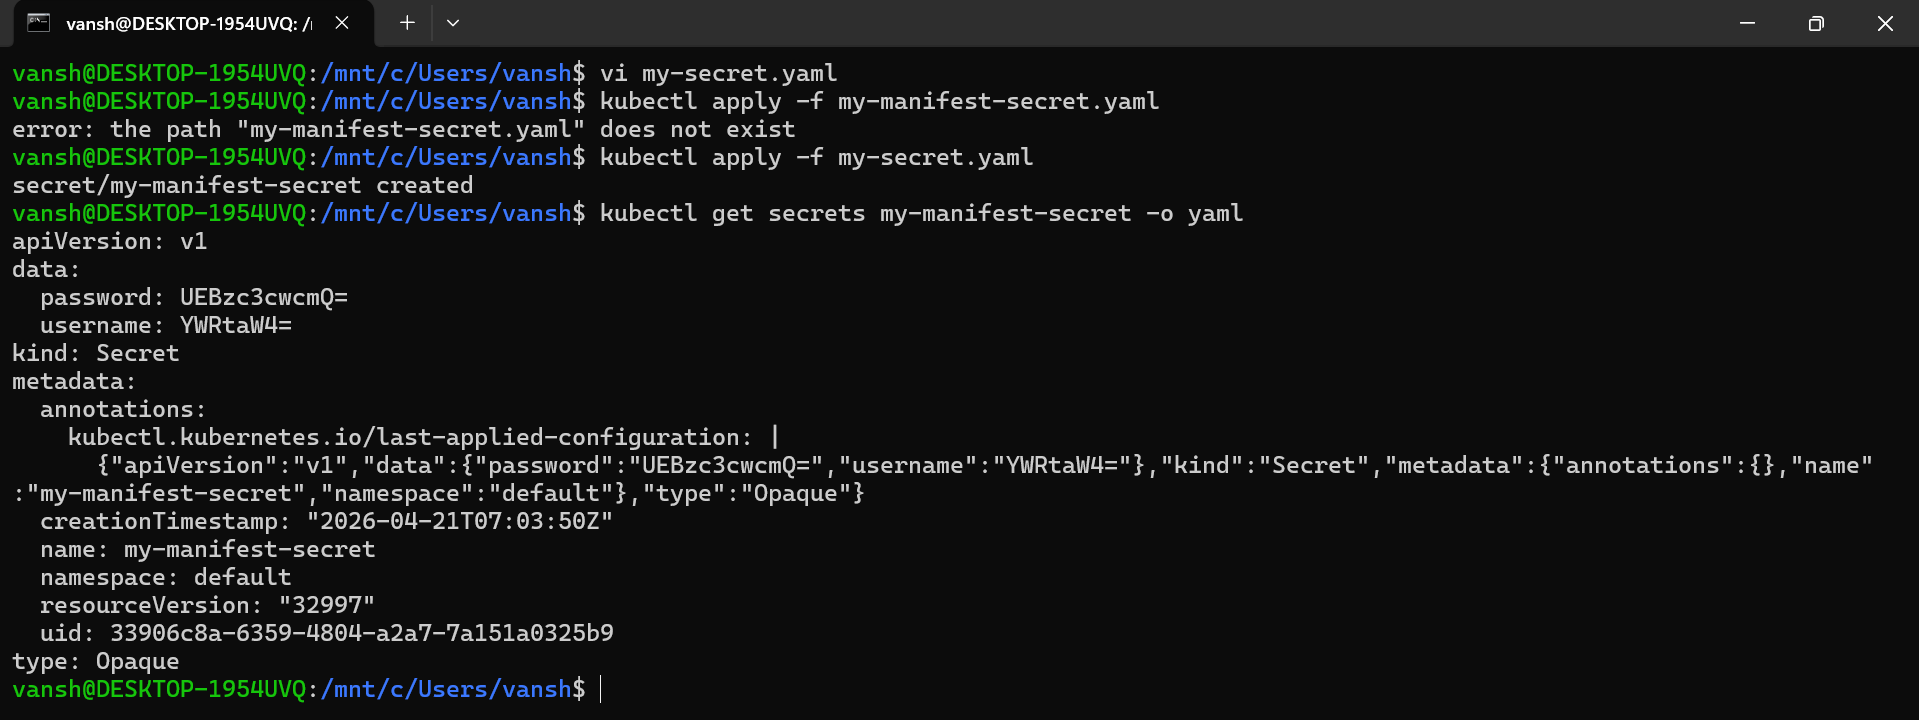 vansh@DESKTOP-1954UVQ: /
vansh@DESKTOP-1954UVQ:/mnt/c/Users/vansh$ vi my-secret.yaml
vansh@DESKTOP-1954UVQ:/mnt/c/Users/vansh$ kubectl apply -f my-manifest-secret.yaml
error: the path "my-manifest-secret.yaml" does not exist
vansh@DESKTOP-1954UVQ:/mnt/c/Users/vansh$ kubectl apply -f my-secret.yaml
secret/my-manifest-secret created
vansh@DESKTOP-1954UVQ:/mnt/c/Users/vansh$ kubectl get secrets my-manifest-secret -o yaml
apiVersion: v1
data:
  password: UEBzc3cwcmQ=
  username: YWRtaW4=
kind: Secret
metadata:
  annotations:
    kubectl.kubernetes.io/last-applied-configuration: |
      {"apiVersion":"v1","data":{"password":"UEBzc3cwcmQ=","username":"YWRtaW4="},"kind":"Secret","metadata":{"annotations":{},"name"
:"my-manifest-secret","namespace":"default"},"type":"Opaque"}
  creationTimestamp: "2026-04-21T07:03:50Z"
  name: my-manifest-secret
  namespace: default
  resourceVersion: "32997"
  uid: 33906c8a-6359-4804-a2a7-7a151a0325b9
type: Opaque
vansh@DESKTOP-1954UVQ:/mnt/c/Users/vansh$